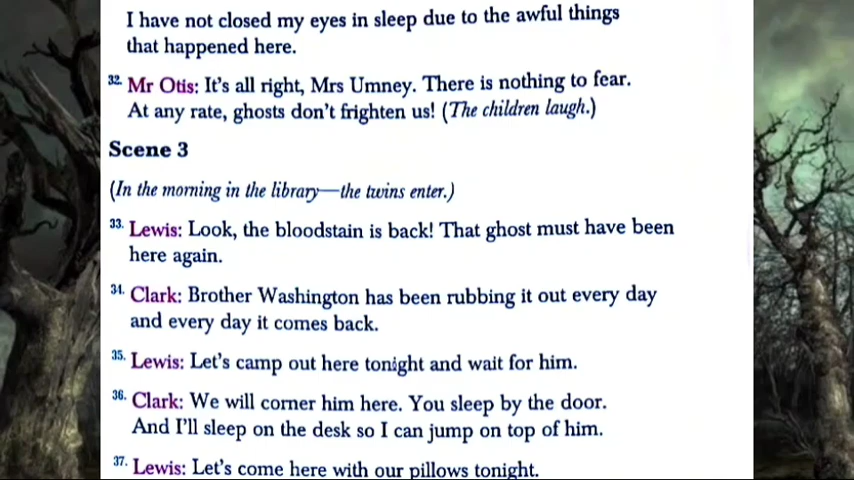 I have not closed my eyes in sleep due to the awful things
that happened here.
32. Mr Otis: It's all right, Mrs Umney. There is nothing to fear.
At any rate, ghosts don't frighten us! (The children laugh.)
Scene 3
(In the morning in the library—the twins enter.)
33. Lewis: Look, the bloodstain is back! That ghost must have been
here again.
34. Clark: Brother Washington has been rubbing it out every day
and every day it comes back.
35. Lewis: Let's camp out here tonight and wait for him.
36. Clark: We will corner him here. You sleep by the door.
And I'll sleep on the desk so I can jump on top of him.
37. Lewis: Let's come here with our pillows tonight.